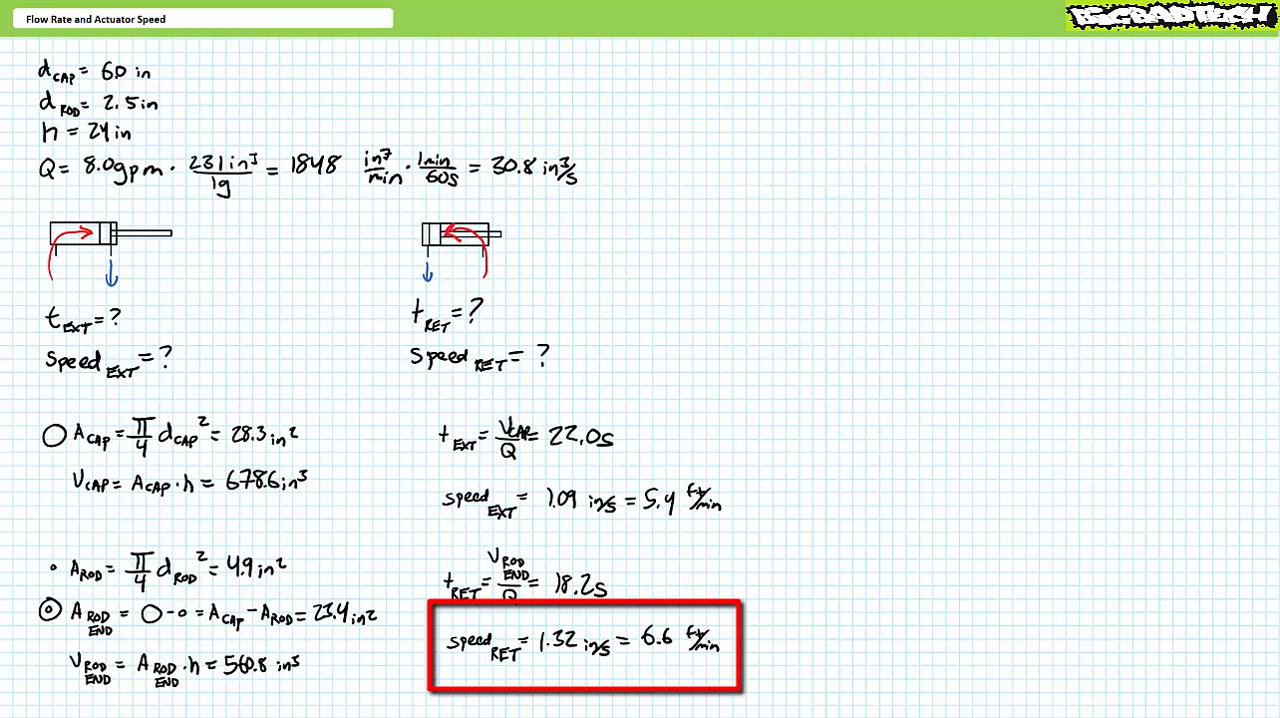 Flow Rate and Actuator Speed
BIGBADTECH
d_CAP = 6.0 in
d_ROD = 2.5 in
h = 24 in
Q = 8.0 gpm · 231 in³/1g = 1848 in³/min · 1min/60s = 30.8 in³/s
t_EXT = ?
speed_EXT = ?
t_RET = ?
speed_RET = ?
A_CAP = π/4 d_CAP² = 28.3 in²
V_CAP = A_CAP · h = 678.6 in³
t_EXT = V_CAP/Q = 22.0s
speed_EXT = 1.09 in/s = 5.4 ft/min
A_ROD = π/4 d_ROD² = 4.9 in²
A_ROD END = ○ - o = A_CAP - A_ROD = 23.4 in²
V_ROD END = A_ROD END · h = 560.8 in³
t_RET = V_ROD END/Q = 18.2s
speed_RET = 1.32 in/s = 6.6 ft/min